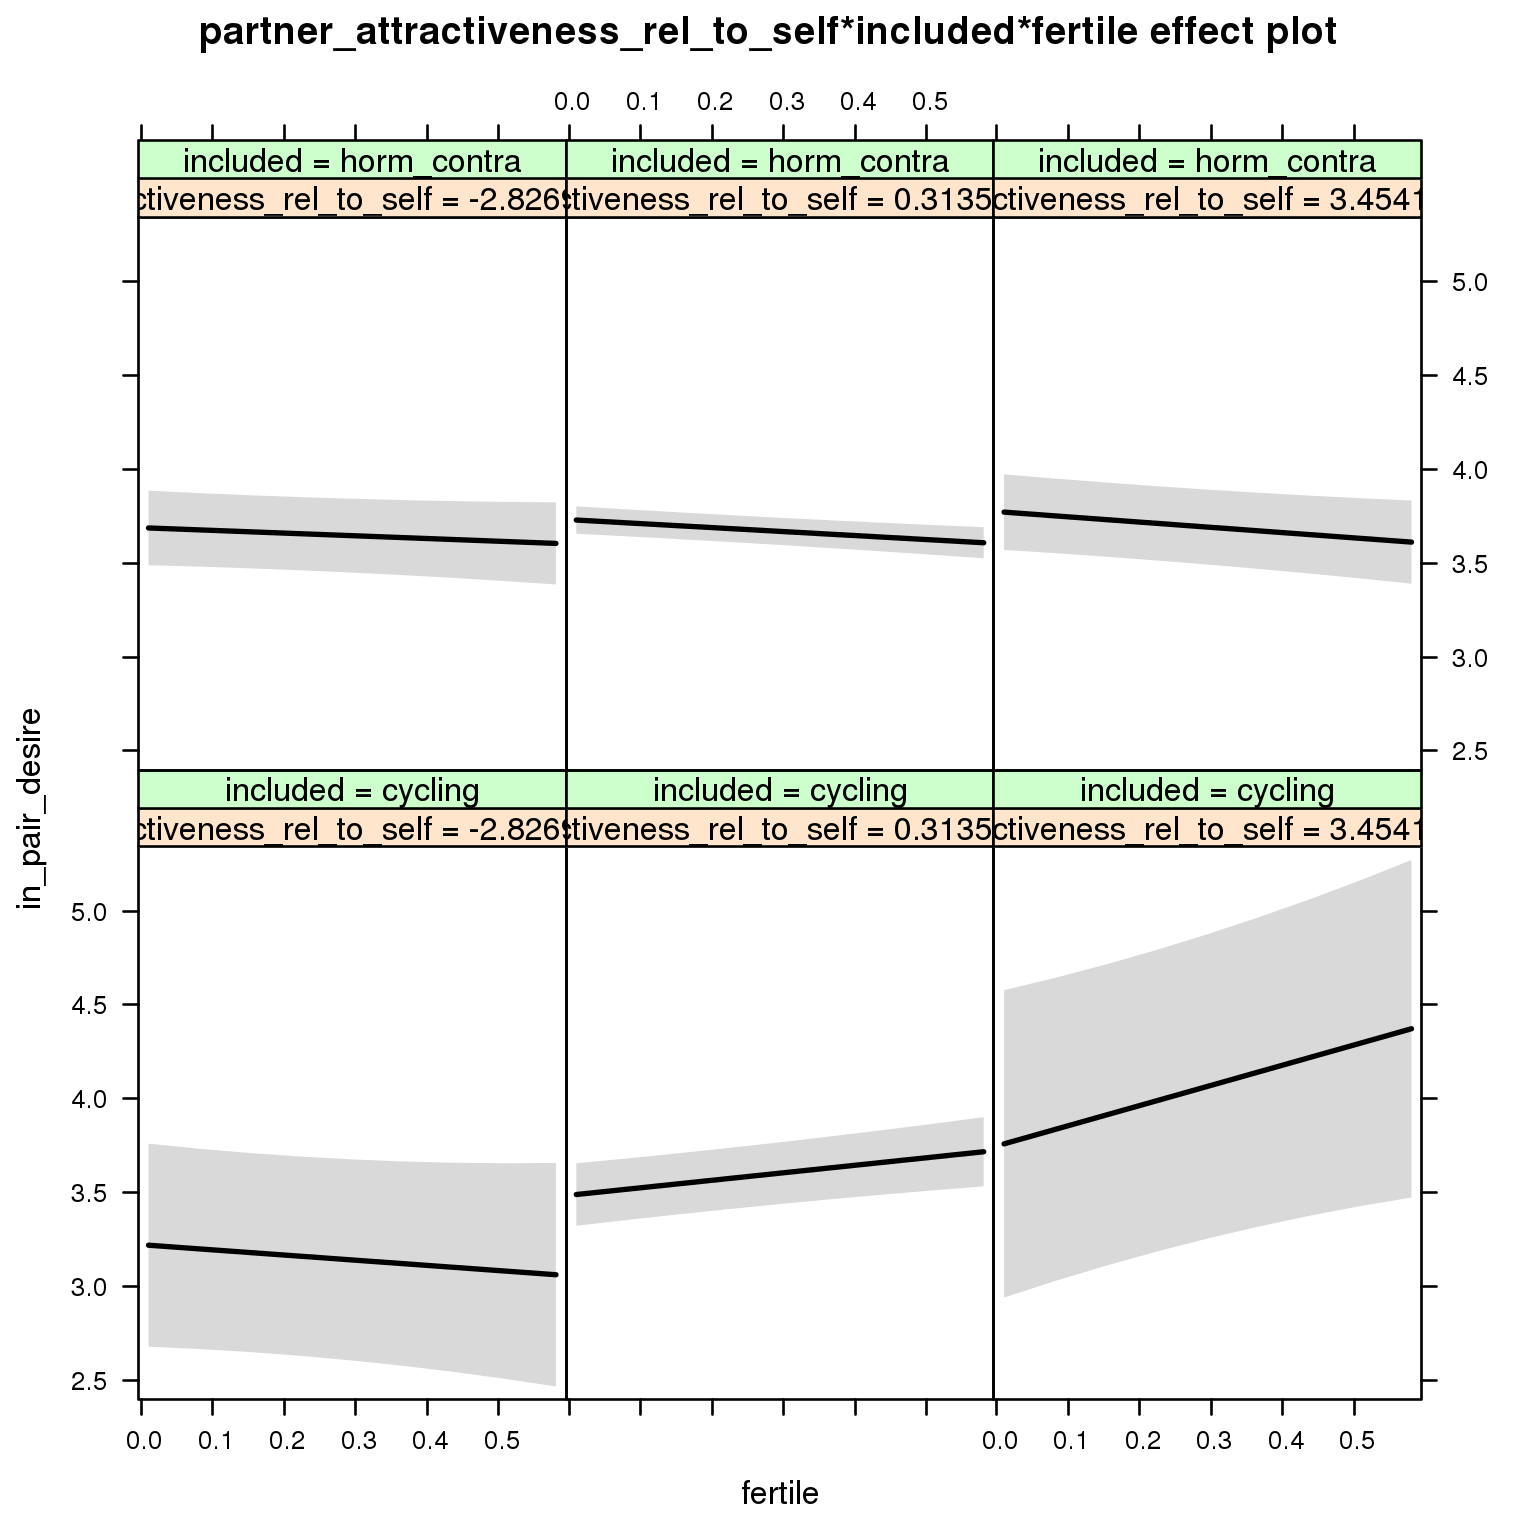 partner_attractiveness_rel_to_self*included*fertile effect plot
0.0 0.1 0.2 0.3 0.4 0.5
included = horm_contra included = horm_contra included = horm_contra
ctiveness_rel_to_self = -2.826 ctiveness_rel_to_self = 0.3135 ctiveness_rel_to_self = 3.4541
5.0
4.5
4.0
3.5
3.0
2.5
in_pair_desire
included = cycling included = cycling included = cycling
ctiveness_rel_to_self = -2.826 ctiveness_rel_to_self = 0.3135 ctiveness_rel_to_self = 3.4541
5.0
4.5
4.0
3.5
3.0
2.5
0.0 0.1 0.2 0.3 0.4 0.5 0.0 0.1 0.2 0.3 0.4 0.5
fertile